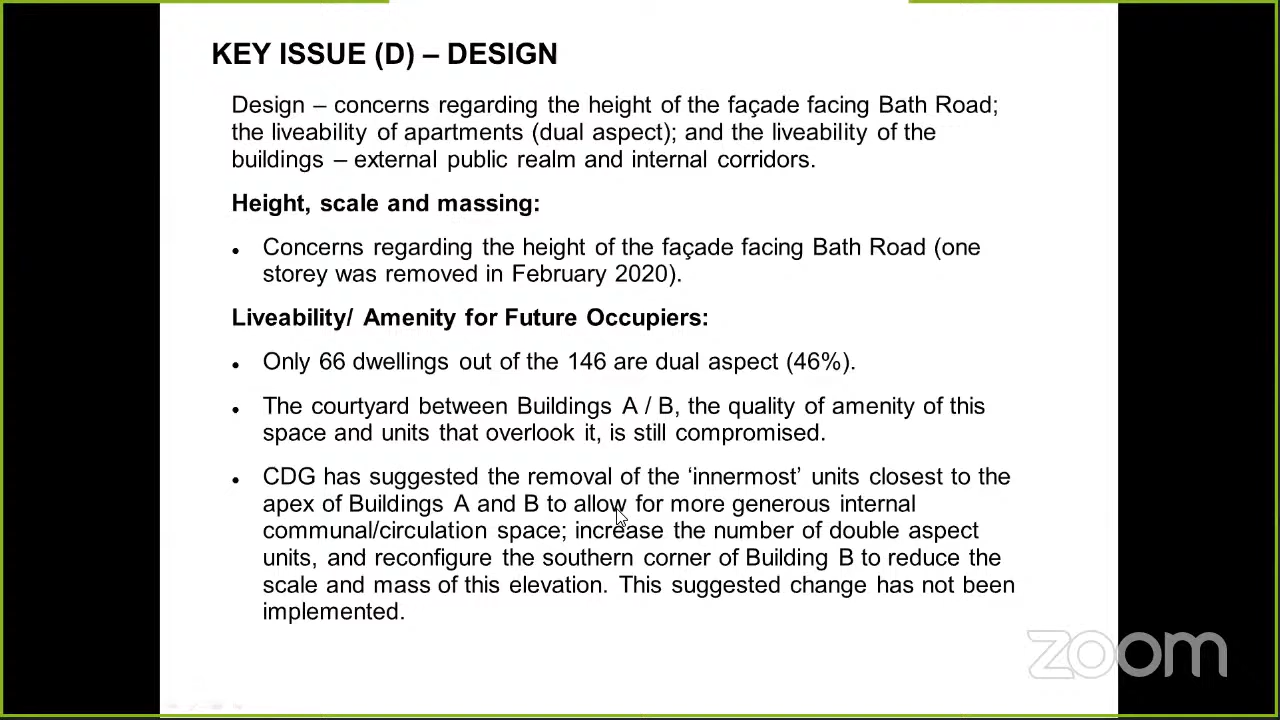 KEY ISSUE (D) – DESIGN
Design – concerns regarding the height of the façade facing Bath Road;
the liveability of apartments (dual aspect); and the liveability of the
buildings – external public realm and internal corridors.
Height, scale and massing:
• Concerns regarding the height of the façade facing Bath Road (one
storey was removed in February 2020).
Liveability/ Amenity for Future Occupiers:
• Only 66 dwellings out of the 146 are dual aspect (46%).
• The courtyard between Buildings A / B, the quality of amenity of this
space and units that overlook it, is still compromised.
• CDG has suggested the removal of the ‘innermost’ units closest to the
apex of Buildings A and B to allow for more generous internal
communal/circulation space; increase the number of double aspect
units, and reconfigure the southern corner of Building B to reduce the
scale and mass of this elevation. This suggested change has not been
implemented.
zoom